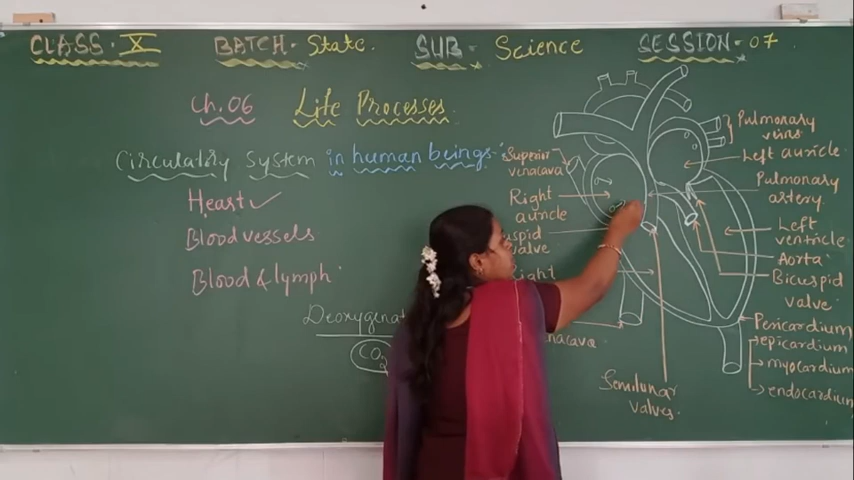 CLASS - X BATCH - State. SUB - Science SESSION - 07
Ch.06 Life Processes.
Circulatory System in human beings -
Heart ✓
Blood vessels
Blood & lymph
Deoxygenat
CO2
Superior
venacava
Right
auricle
uspid
valve
Right
nacava.
Semilunar
valves.
Pulmonary
veins
Left auricle.
Pulmonary
artery
Left
ventricle
Aorta
Bicuspid
valve
Pericardium
epicardium
myocardium
endocardium